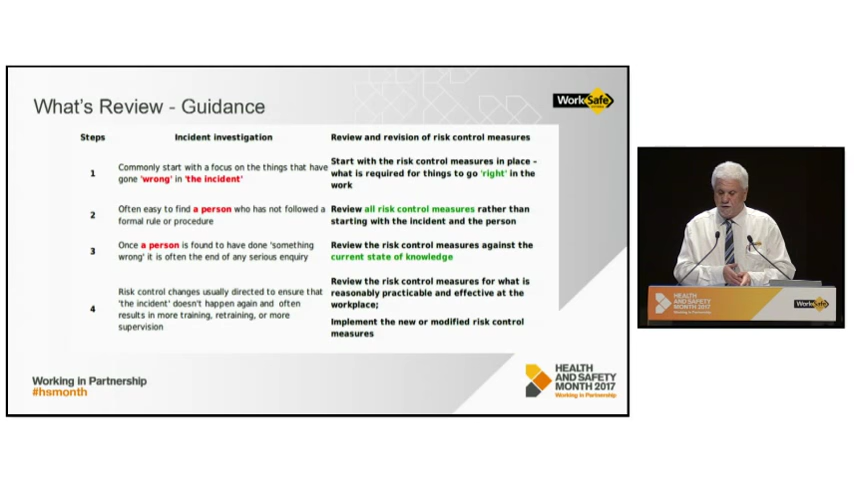 What's Review - Guidance
WorkSafe
Steps Incident investigation Review and revision of risk control measures
1 Commonly start with a focus on the things that have
gone 'wrong' in 'the incident'
Start with the risk control measures in place –
what is required for things to go 'right' in the
work
2 Often easy to find a person who has not followed a
formal rule or procedure
Review all risk control measures rather than
starting with the incident and the person
3 Once a person is found to have done 'something
wrong' it is often the end of any serious enquiry
Review the risk control measures against the
current state of knowledge
4 Risk control changes usually directed to ensure that
'the incident' doesn't happen again and often
results in more training, retraining, or more
supervision
Review the risk control measures for what is
reasonably practicable and effective at the
workplace;
Implement the new or modified risk control
measures
Working in Partnership
#hsmonth
HEALTH
AND SAFETY
MONTH 2017
Working in Partnership
HEALTH
AND SAFETY
MONTH 2017
Working in Partnership
WorkSafe